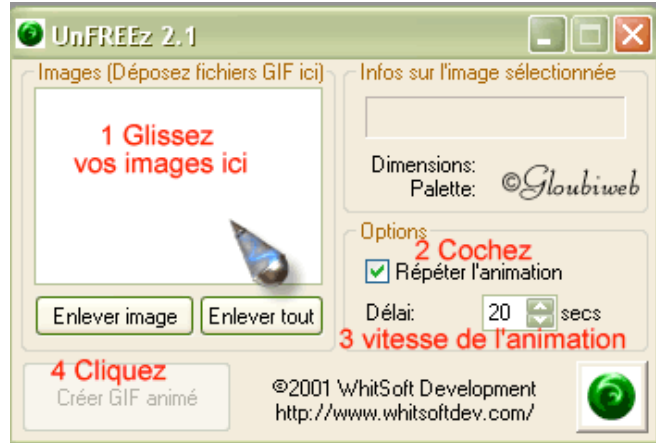 UnFREEz 2.1
Images (Déposez fichiers GIF ici)
1 Glissez
vos images ici
Enlever image
Enlever tout
Infos sur l'image sélectionnée
Dimensions:
Palette:
©Gloubiweb
Options
2 Cochez
Répéter l'animation
Délai:
20
secs
3 vitesse de l'animation
4 Cliquez
Créer GIF animé
©2001 WhitSoft Development
http://www.whitsoftdev.com/